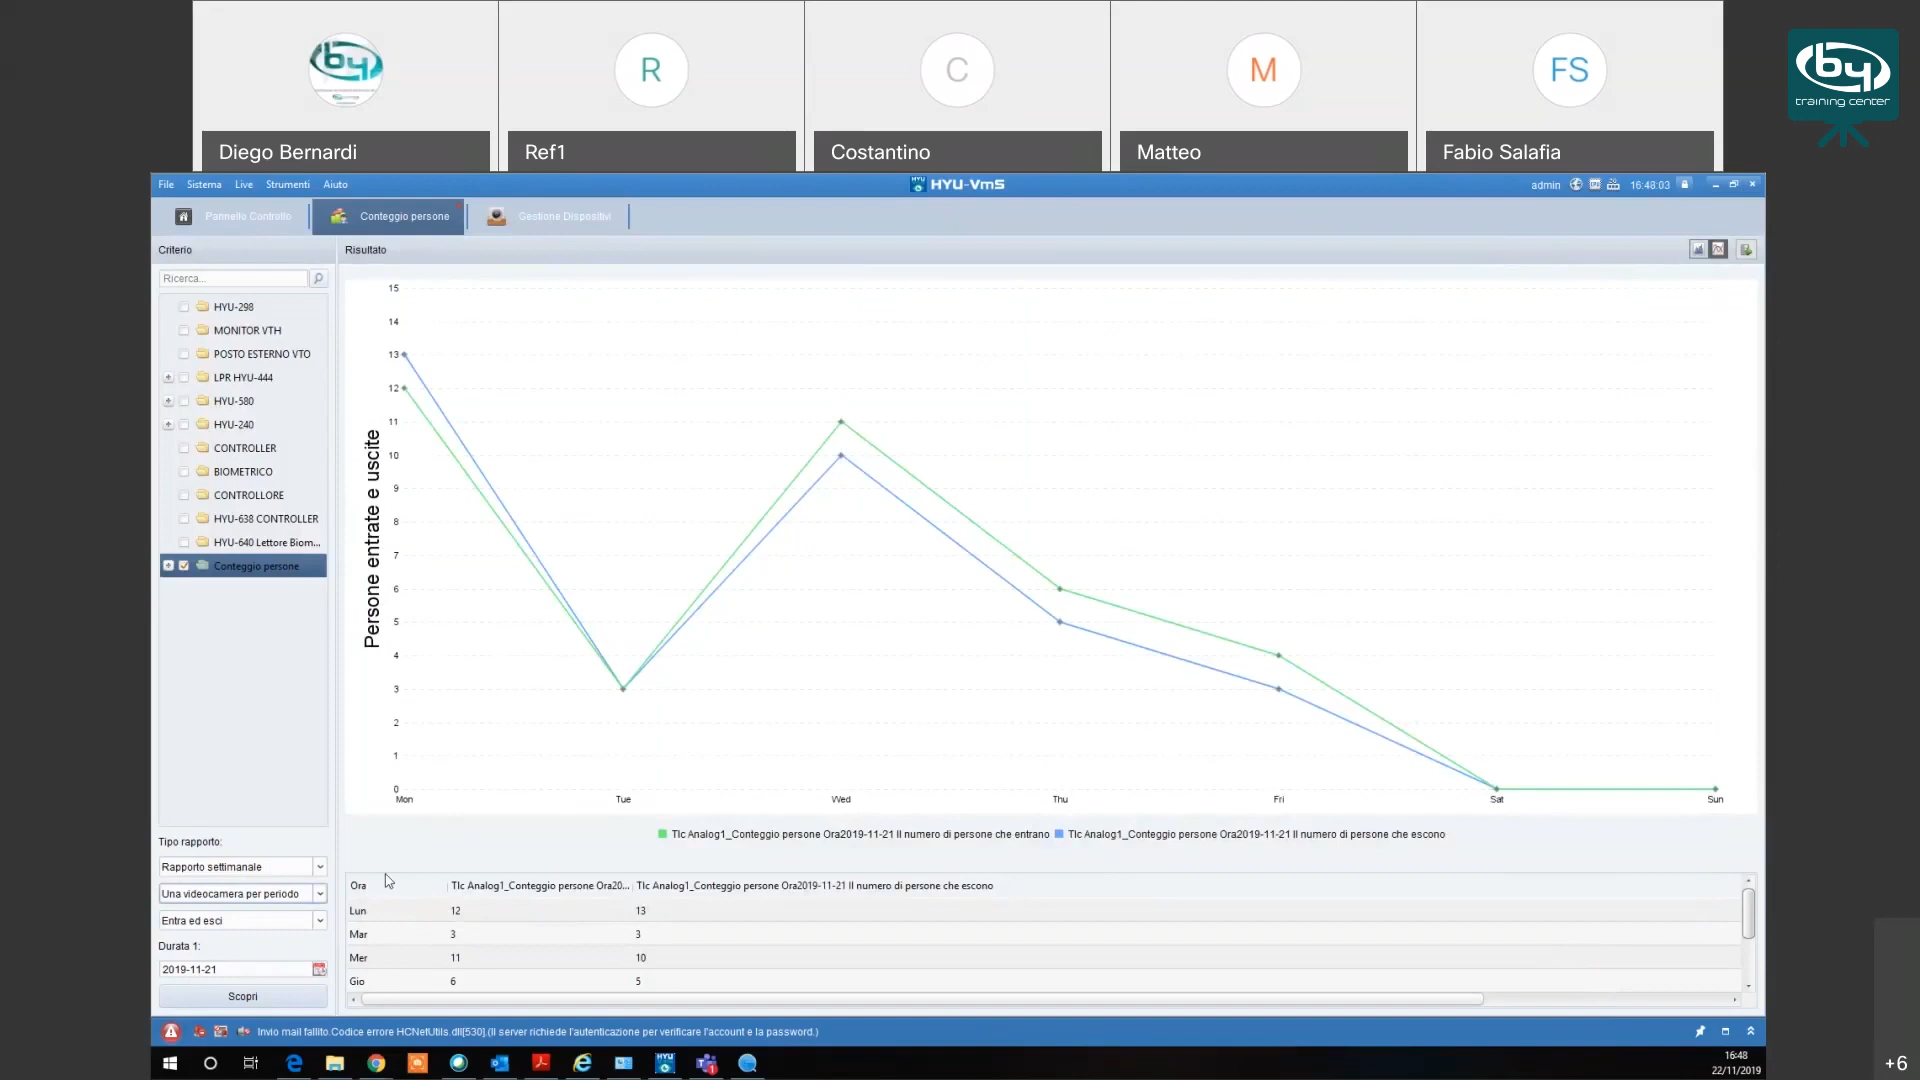 R
C
M
FS
by
training center
Diego Bernardi
Ref1
Costantino
Matteo
Fabio Salafia
File Sistema Live Strumenti Aiuto
HYU-VmS
admin 16:48:03
Pannello Controllo
Conteggio persone
Gestione Dispositivi
Criterio
Risultato
Ricerca...
HYU-298
MONITOR VTH
POSTO ESTERNO VTO
LPR HYU-444
HYU-580
HYU-240
CONTROLLER
BIOMETRICO
CONTROLLORE
HYU-638 CONTROLLER
HYU-640 Lettore Biom...
Conteggio persone
Tipo rapporto:
Rapporto settimanale
Una videocamera per periodo
Entra ed esci
Durata 1:
2019-11-21
Scopri
Persone entrate e uscite
15
14
13
12
11
10
9
8
7
6
5
4
3
2
1
0
Mon Tue Wed Thu Fri Sat Sun
Tlc Analog1_Conteggio persone Ora2019-11-21 Il numero di persone che entrano
Tlc Analog1_Conteggio persone Ora2019-11-21 Il numero di persone che escono
Ora Tlc Analog1_Conteggio persone Ora20... Tlc Analog1_Conteggio persone Ora2019-11-21 Il numero di persone che escono
Lun 12 13
Mar 3 3
Mer 11 10
Gio 6 5
Invio mail fallito.Codice errore HCNetUtils.dll[530].(Il server richiede l'autenticazione per verificare l'account e la password.)
16:48
22/11/2019
+6